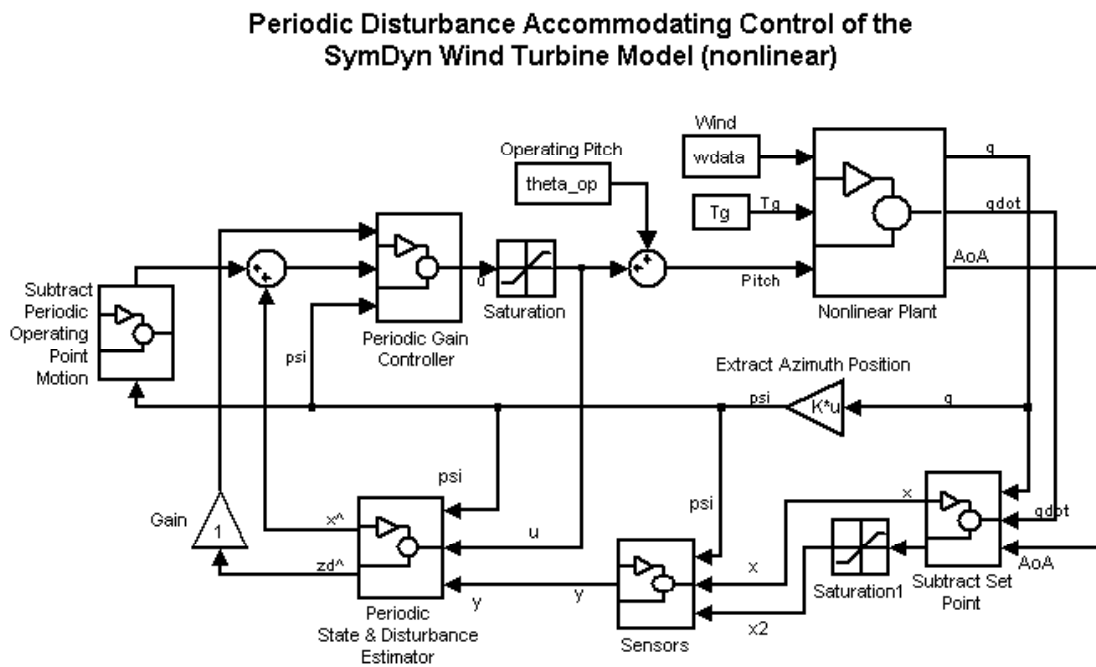 Periodic Disturbance Accommodating Control of the
SymDyn Wind Turbine Model (nonlinear)
Wind
wdata
q
Operating Pitch
theta_op
Tg
Tg
qdot
AoA
Pitch
Nonlinear Plant
u
Saturation
Periodic Gain
Controller
Subtract
Periodic
Operating
Point
Motion
psi
Extract Azimuth Position
psi
K*u
q
psi
psi
x
qdot
Gain
1
x^
u
zd^
x
AoA
Saturation1
Subtract Set
Point
y
y
x2
Sensors
Periodic
State & Disturbance
Estimator